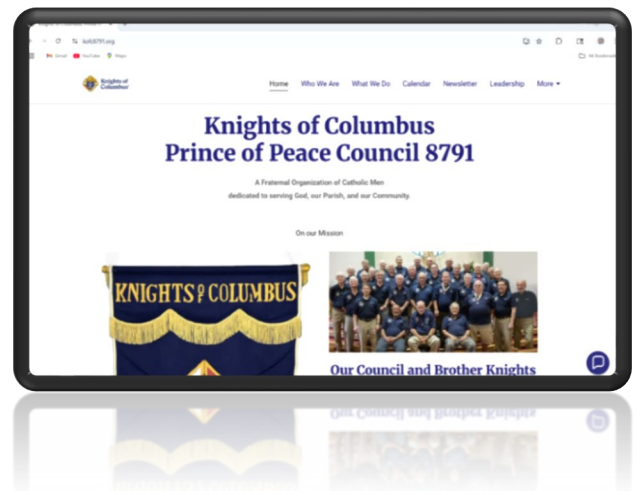 kofc8791.org
Gmail YouTube Maps
Knights of
Columbus
Home Who We Are What We Do Calendar Newsletter Leadership More
Knights of Columbus
Prince of Peace Council 8791
A Fraternal Organization of Catholic Men
dedicated to serving God, our Parish, and our Community.
On our Mission
KNIGHTS OF COLUMBUS
Our Council and Brother Knights